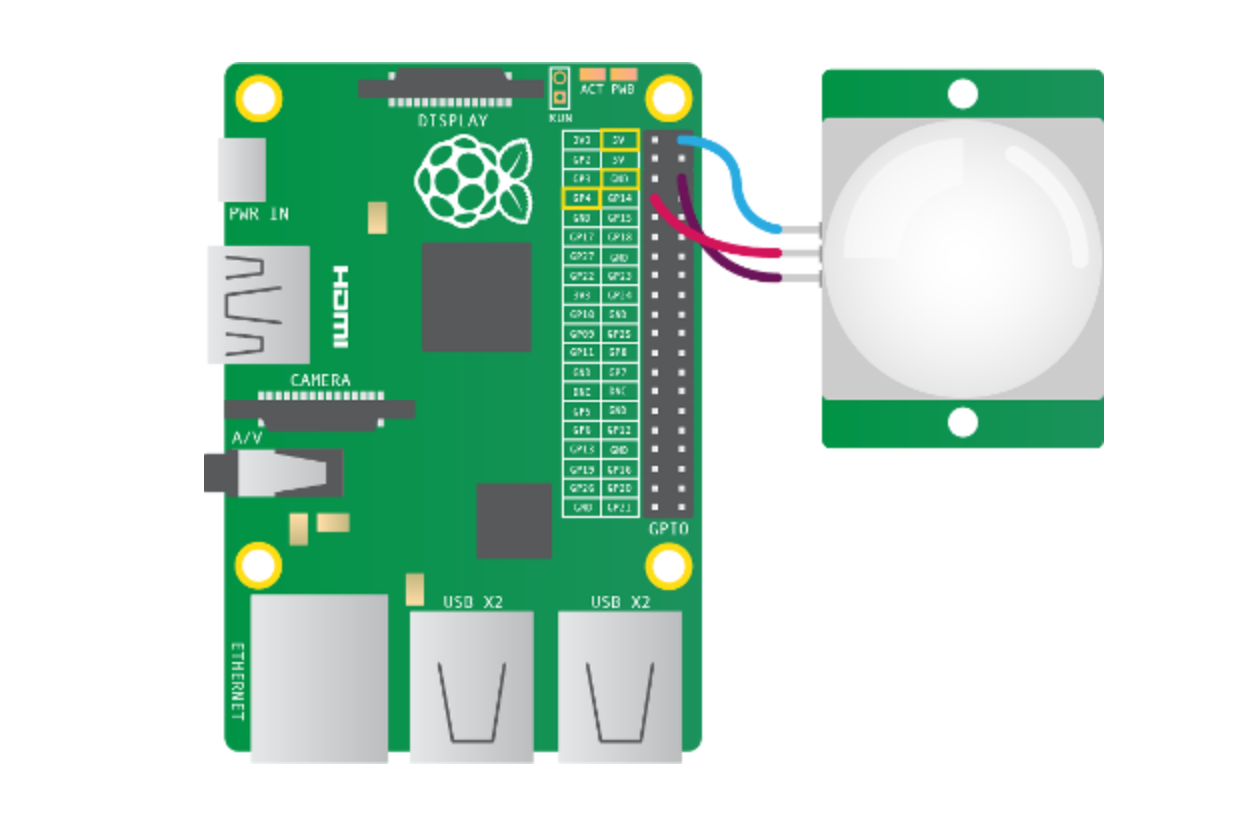 ACT PWR
DISPLAY
RUN
3V3 5V
GP2 5V
GP3 GND
PWR IN
GP4 GP14
GND GP15
GP17 GP18
GP27 GND
GP22 GP23
3V3 GP24
HDMI
GP10 GND
GP09 GP25
GP11 GP8
GND GP7
CAMERA
DNC DNC
GP5 GND
GP6 GP12
A/V
GP13 GND
GP19 GP16
GP26 GP20
GND GP21
GPIO
USB X2 USB X2
ETHERNET